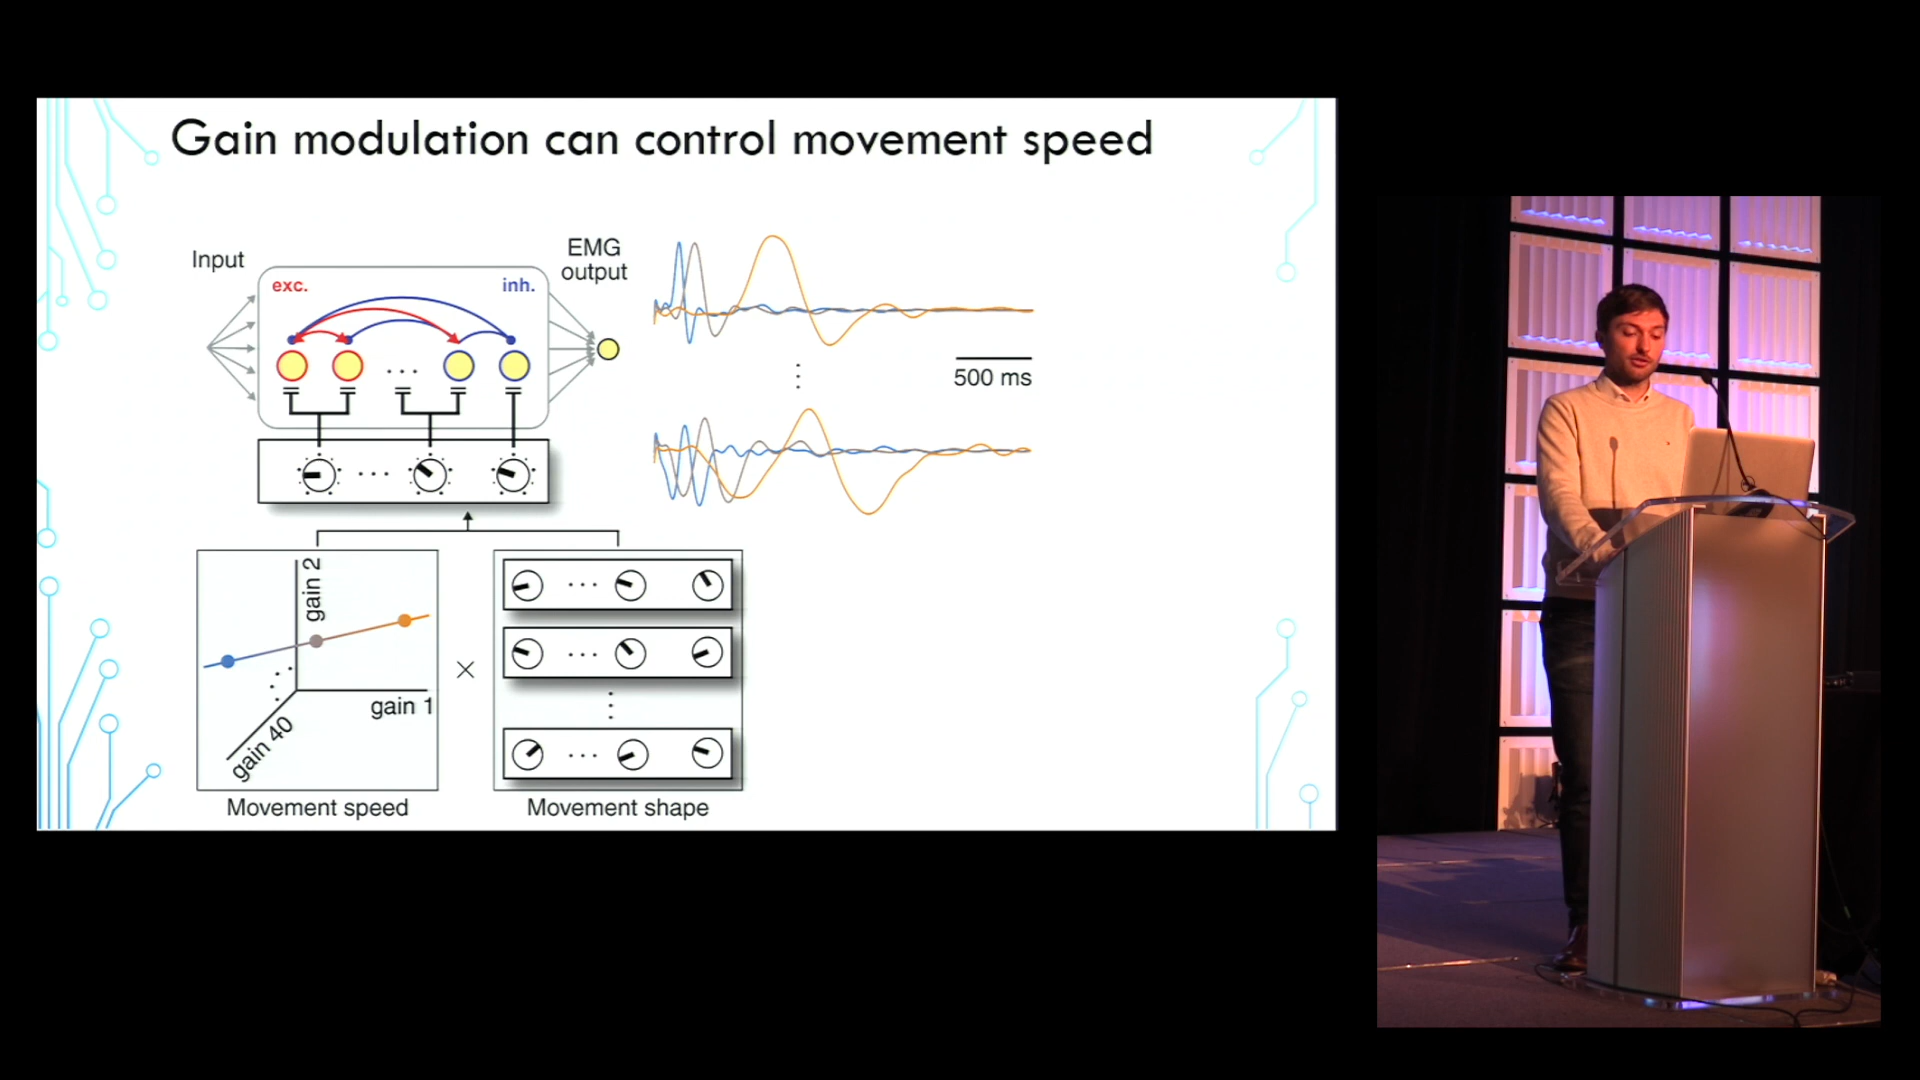 Gain modulation can control movement speed
Input
EMG
output
exc.
inh.
500 ms
gain 2
gain 1
gain 40
×
Movement speed
Movement shape